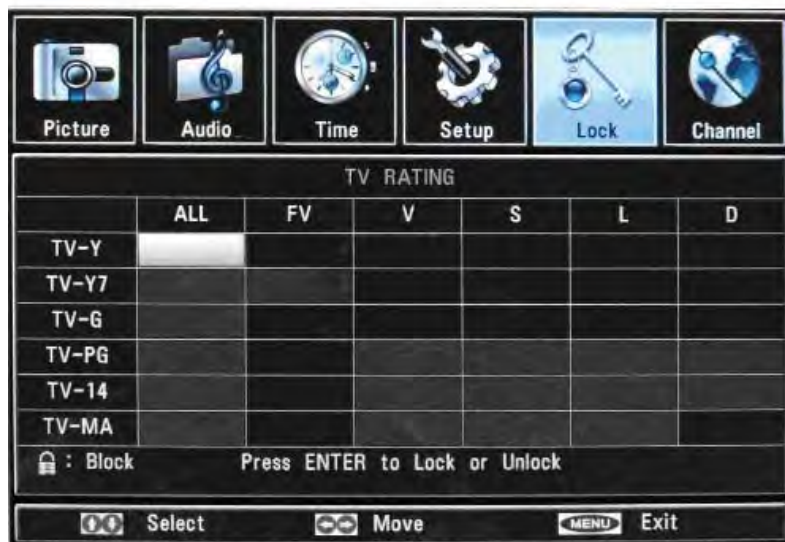 Picture Audio Time Setup Lock Channel
TV RATING
ALL FV V S L D
TV-Y
TV-Y7
TV-G
TV-PG
TV-14
TV-MA
: Block Press ENTER to Lock or Unlock
Select Move MENU Exit